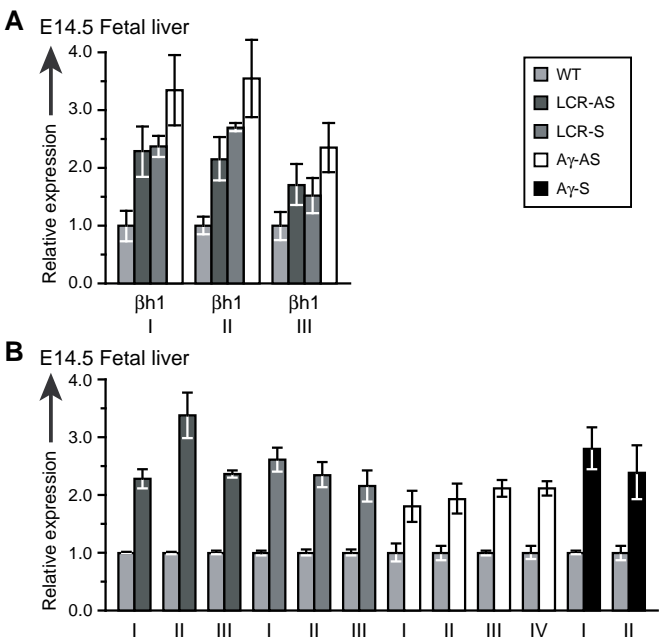 A
E14.5 Fetal liver
4.0
3.0
2.0
1.0
0.0
Relative expression
βh1 βh1 βh1
I II III
WT
LCR-AS
LCR-S
Aγ-AS
Aγ-S
B
E14.5 Fetal liver
4.0
3.0
2.0
1.0
0.0
Relative expression
I II III I II III I II III IV I II